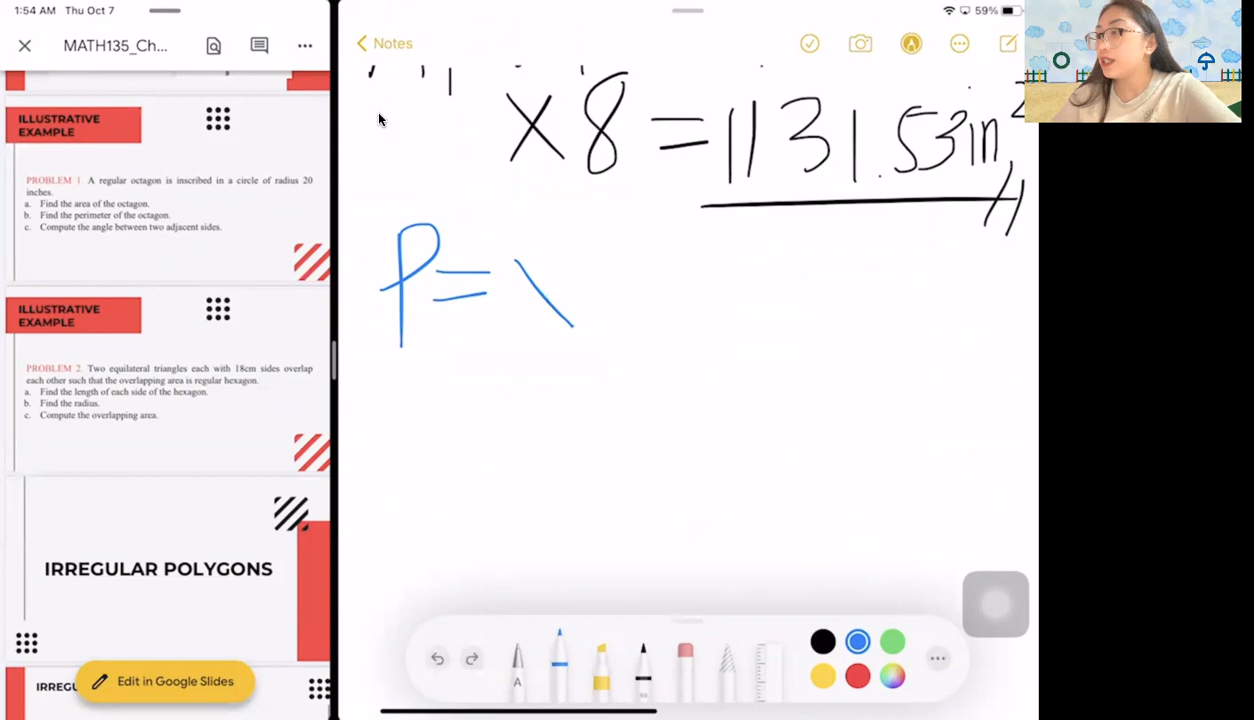 1:54 AM Thu Oct 7
59%
MATH135_Ch...
Notes
ILLUSTRATIVE
EXAMPLE
PROBLEM 1. A regular octagon is inscribed in a circle of radius 20
inches.
a. Find the area of the octagon.
b. Find the perimeter of the octagon.
c. Compute the angle between two adjacent sides.
ILLUSTRATIVE
EXAMPLE
PROBLEM 2. Two equilateral triangles each with 18cm sides overlap
each other such that the overlapping area is regular hexagon.
a. Find the length of each side of the hexagon.
b. Find the radius.
c. Compute the overlapping area.
IRREGULAR POLYGONS
Edit in Google Slides
x 8 = 1131.53in²
P = \
A